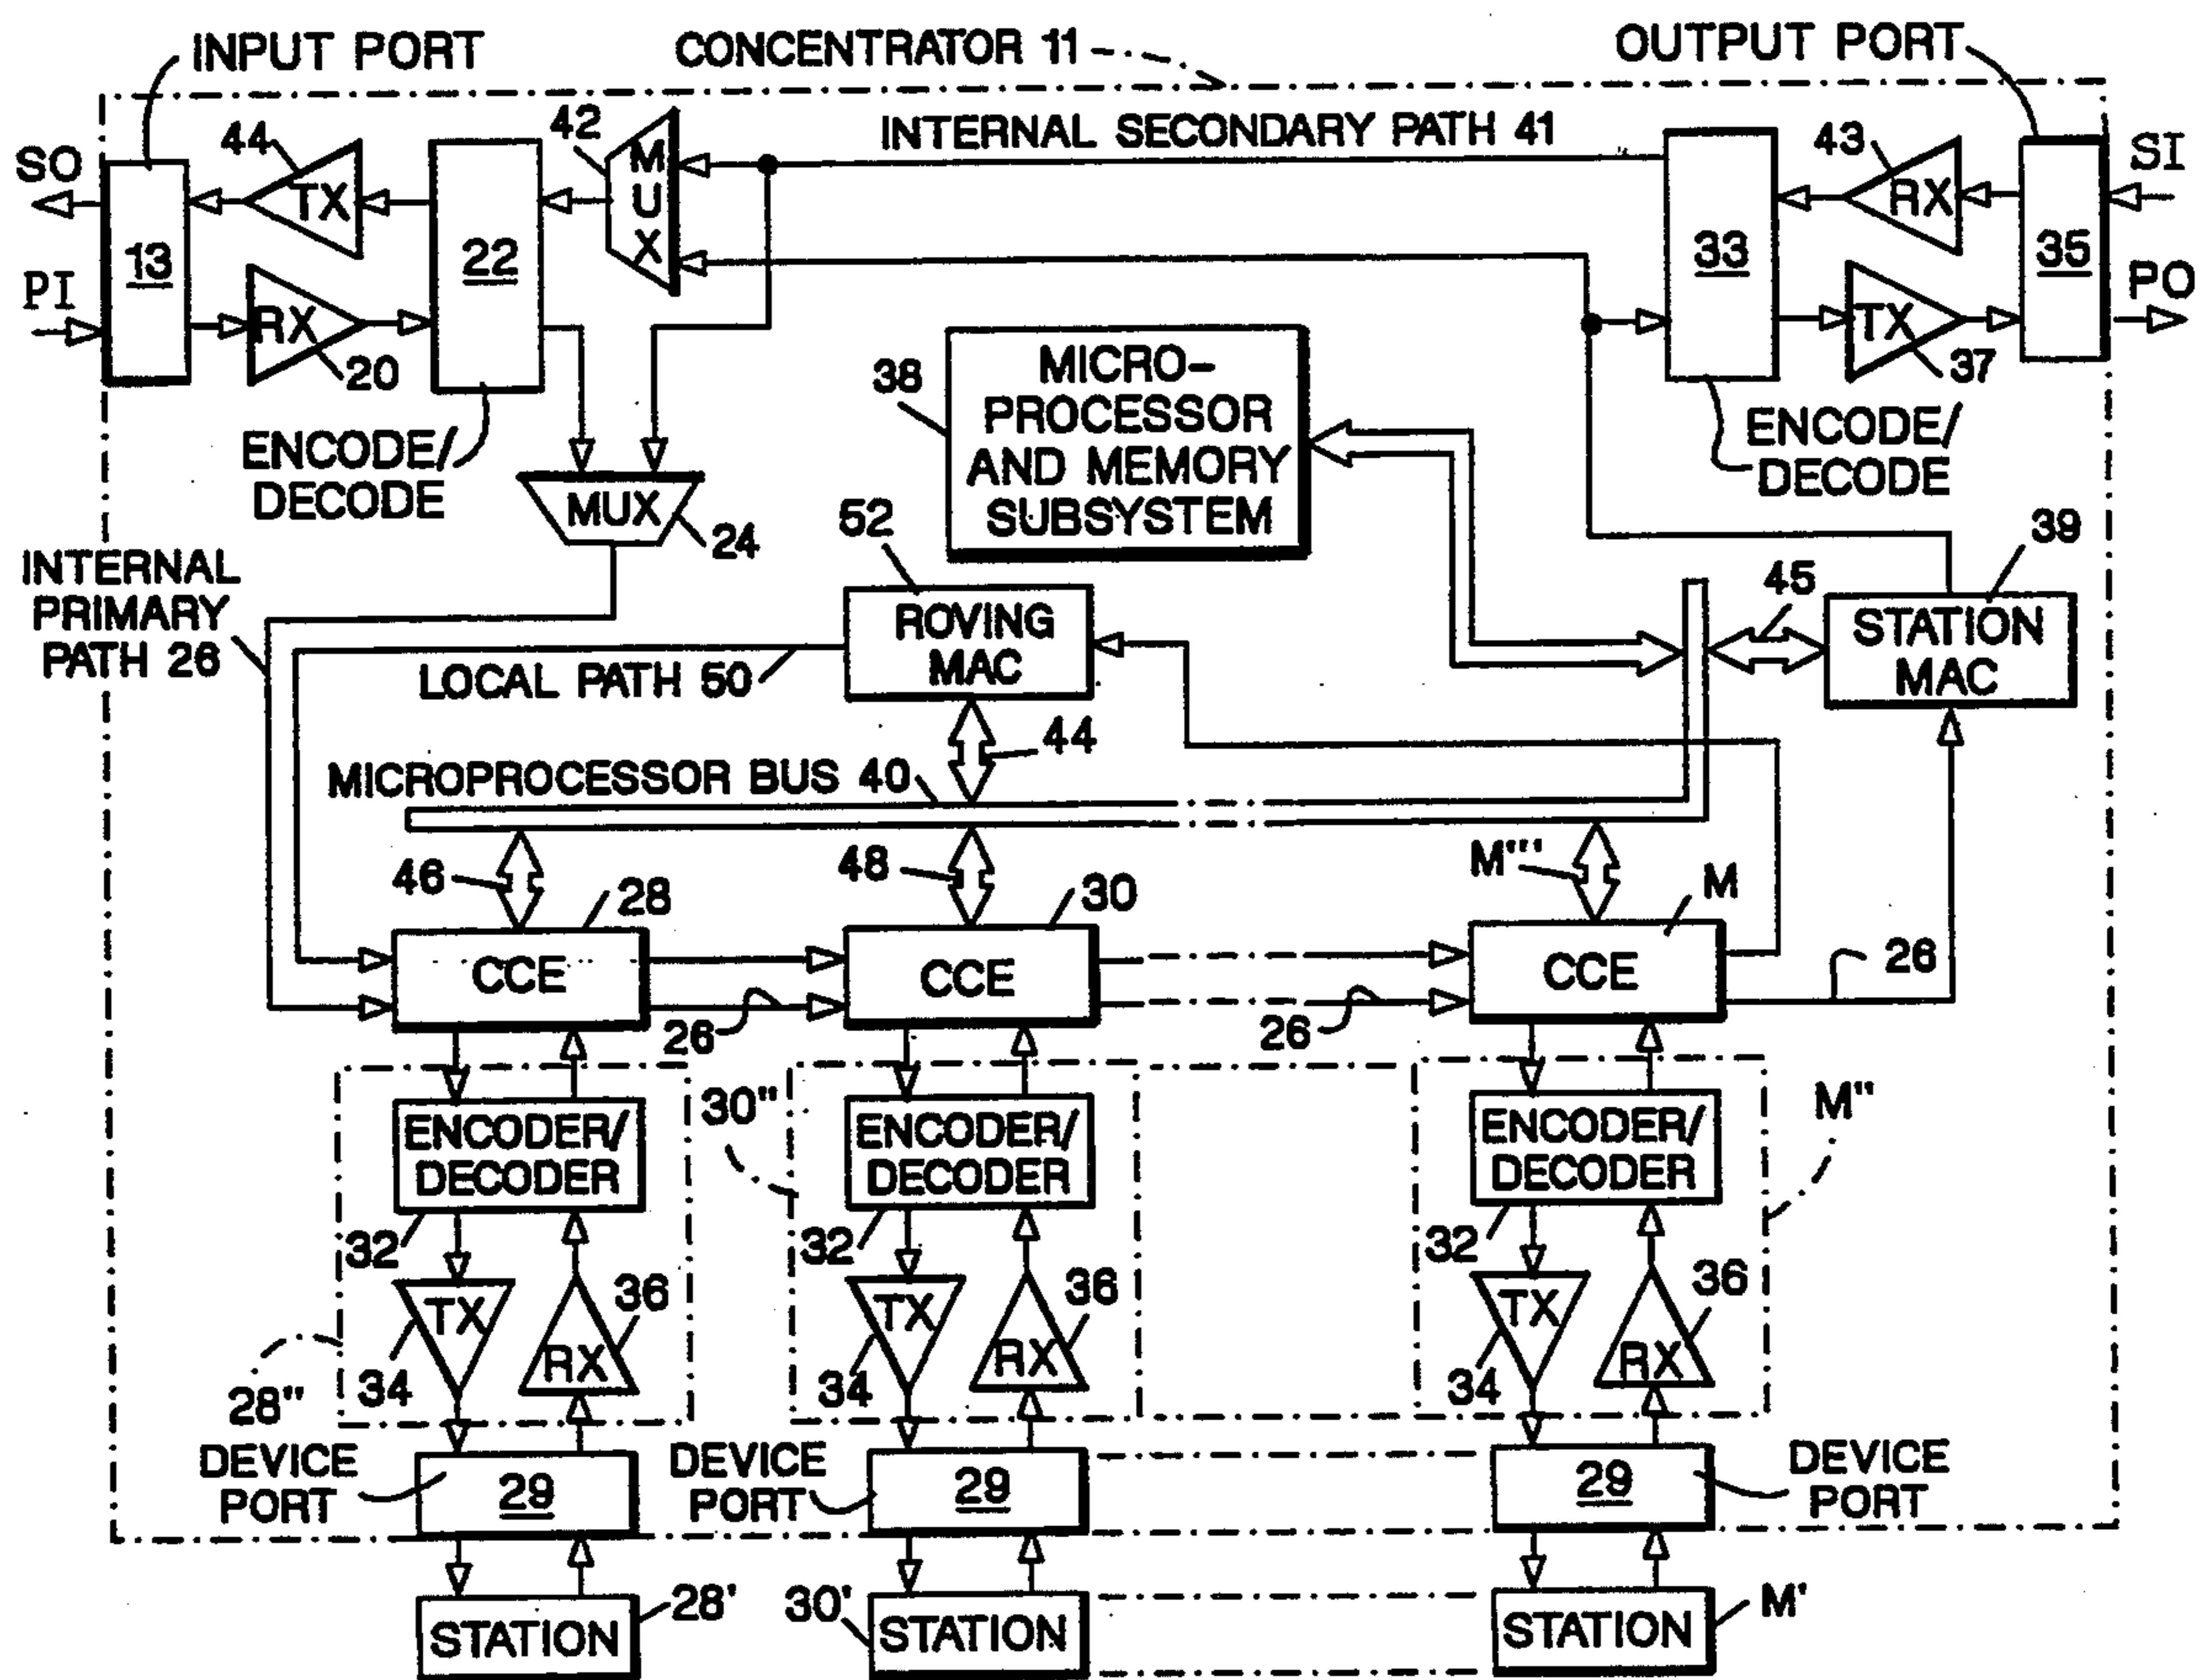 INPUT PORT
CONCENTRATOR 11
OUTPUT PORT
SO
44
TX
42
MUX
INTERNAL SECONDARY PATH 41
43
RX
SI
13
22
33
35
PI
RX
20
TX
37
PO
ENCODE/
DECODE
MUX
24
38
MICRO-
PROCESSOR
AND MEMORY
SUBSYSTEM
ENCODE/
DECODE
INTERNAL
PRIMARY
PATH 26
52
ROVING
MAC
LOCAL PATH 50
45
39
STATION
MAC
44
MICROPROCESSOR BUS 40
46
28
48
30
M'''
M
CCE
CCE
CCE
26
26
26
30"
M"
ENCODER/
DECODER
ENCODER/
DECODER
ENCODER/
DECODER
32
32
32
TX
36
RX
34
TX
36
RX
34
TX
36
RX
34
28"
DEVICE
PORT
29
DEVICE
PORT
29
29
DEVICE
PORT
STATION
28'
30'
STATION
STATION
M'